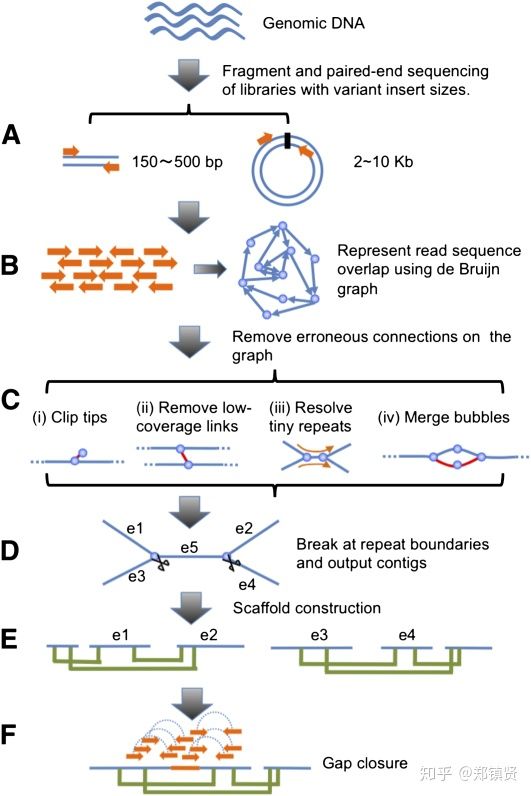 Genomic DNA
Fragment and paired-end sequencing
of libraries with variant insert sizes.
A
150～500 bp
2~10 Kb
B
Represent read sequence
overlap using de Bruijn
graph
Remove erroneous connections on the
graph
C
(i) Clip tips
(ii) Remove low-
coverage links
(iii) Resolve
tiny repeats
(iv) Merge bubbles
D
e1
e2
e5
e3
e4
Break at repeat boundaries
and output contigs
Scaffold construction
E
e1
e2
e3
e4
F
Gap closure
知乎 @郑镇贤